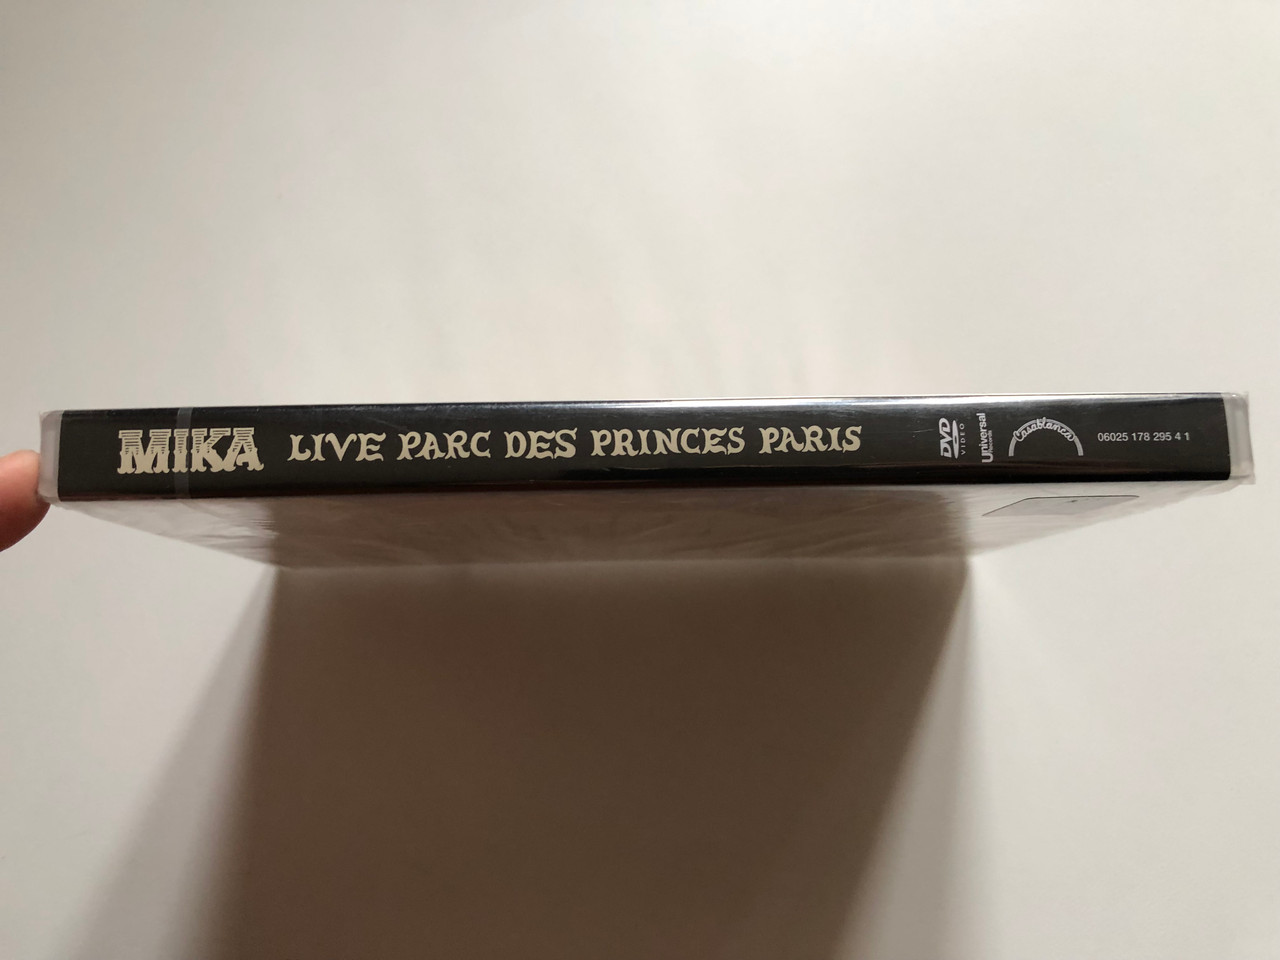 MIKA LIVE PARC DES PRINCES PARIS
DVD
VIDEO
Universal
Casablanca
06025 178 295 4 1